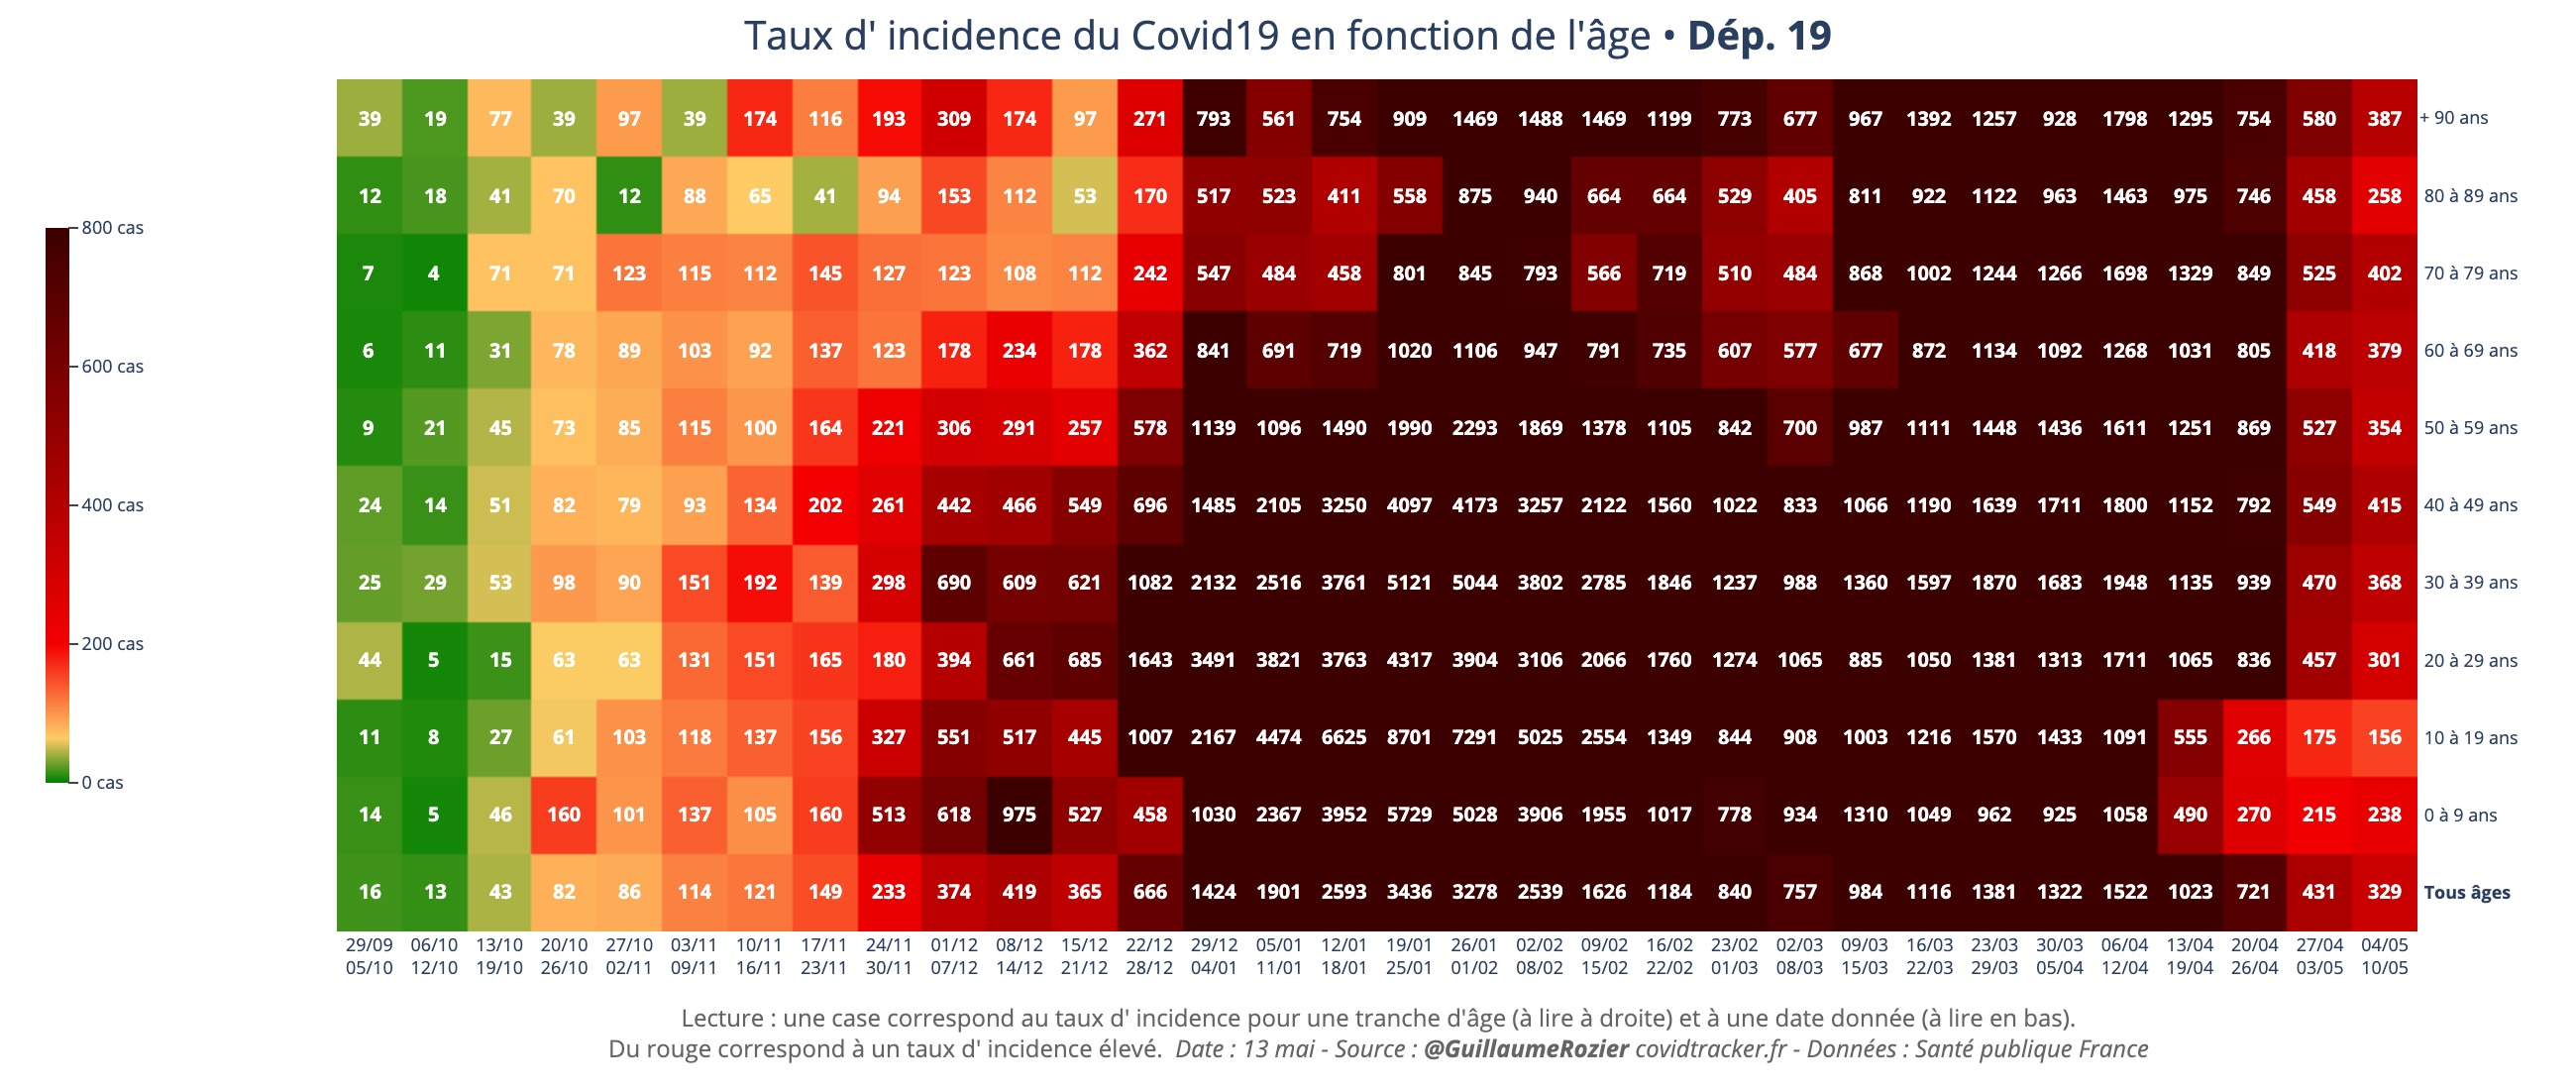 Taux d' incidence du Covid19 en fonction de l'âge • Dép. 19
800 cas
600 cas
400 cas
200 cas
0 cas
39 19 77 39 97 39 174 116 193 309 174 97 271 793 561 754 909 1469 1488 1469 1199 773 677 967 1392 1257 928 1798 1295 754 580 387 + 90 ans
12 18 41 70 12 88 65 41 94 153 112 53 170 517 523 411 558 875 940 664 664 529 405 811 922 1122 963 1463 975 746 458 258 80 à 89 ans
7 4 71 71 123 115 112 145 127 123 108 112 242 547 484 458 801 845 793 566 719 510 484 868 1002 1244 1266 1698 1329 849 525 402 70 à 79 ans
6 11 31 78 89 103 92 137 123 178 234 178 362 841 691 719 1020 1106 947 791 735 607 577 677 872 1134 1092 1268 1031 805 418 379 60 à 69 ans
9 21 45 73 85 115 100 164 221 306 291 257 578 1139 1096 1490 1990 2293 1869 1378 1105 842 700 987 1111 1448 1436 1611 1251 869 527 354 50 à 59 ans
24 14 51 82 79 93 134 202 261 442 466 549 696 1485 2105 3250 4097 4173 3257 2122 1560 1022 833 1066 1190 1639 1711 1800 1152 792 549 415 40 à 49 ans
25 29 53 98 90 151 192 139 298 690 609 621 1082 2132 2516 3761 5121 5044 3802 2785 1846 1237 988 1360 1597 1870 1683 1948 1135 939 470 368 30 à 39 ans
44 5 15 63 63 131 151 165 180 394 661 685 1643 3491 3821 3763 4317 3904 3106 2066 1760 1274 1065 885 1050 1381 1313 1711 1065 836 457 301 20 à 29 ans
11 8 27 61 103 118 137 156 327 551 517 445 1007 2167 4474 6625 8701 7291 5025 2554 1349 844 908 1003 1216 1570 1433 1091 555 266 175 156 10 à 19 ans
14 5 46 160 101 137 105 160 513 618 975 527 458 1030 2367 3952 5729 5028 3906 1955 1017 778 934 1310 1049 962 925 1058 490 270 215 238 0 à 9 ans
16 13 43 82 86 114 121 149 233 374 419 365 666 1424 1901 2593 3436 3278 2539 1626 1184 840 757 984 1116 1381 1322 1522 1023 721 431 329 Tous âges
29/09 06/10 13/10 20/10 27/10 03/11 10/11 17/11 24/11 01/12 08/12 15/12 22/12 29/12 05/01 12/01 19/01 26/01 02/02 09/02 16/02 23/02 02/03 09/03 16/03 23/03 30/03 06/04 13/04 20/04 27/04 04/05
05/10 12/10 19/10 26/10 02/11 09/11 16/11 23/11 30/11 07/12 14/12 21/12 28/12 04/01 11/01 18/01 25/01 01/02 08/02 15/02 22/02 01/03 08/03 15/03 22/03 29/03 05/04 12/04 19/04 26/04 03/05 10/05
Lecture : une case correspond au taux d' incidence pour une tranche d'âge (à lire à droite) et à une date donnée (à lire en bas).
Du rouge correspond à un taux d' incidence élevé. Date : 13 mai - Source : @GuillaumeRozier covidtracker.fr - Données : Santé publique France